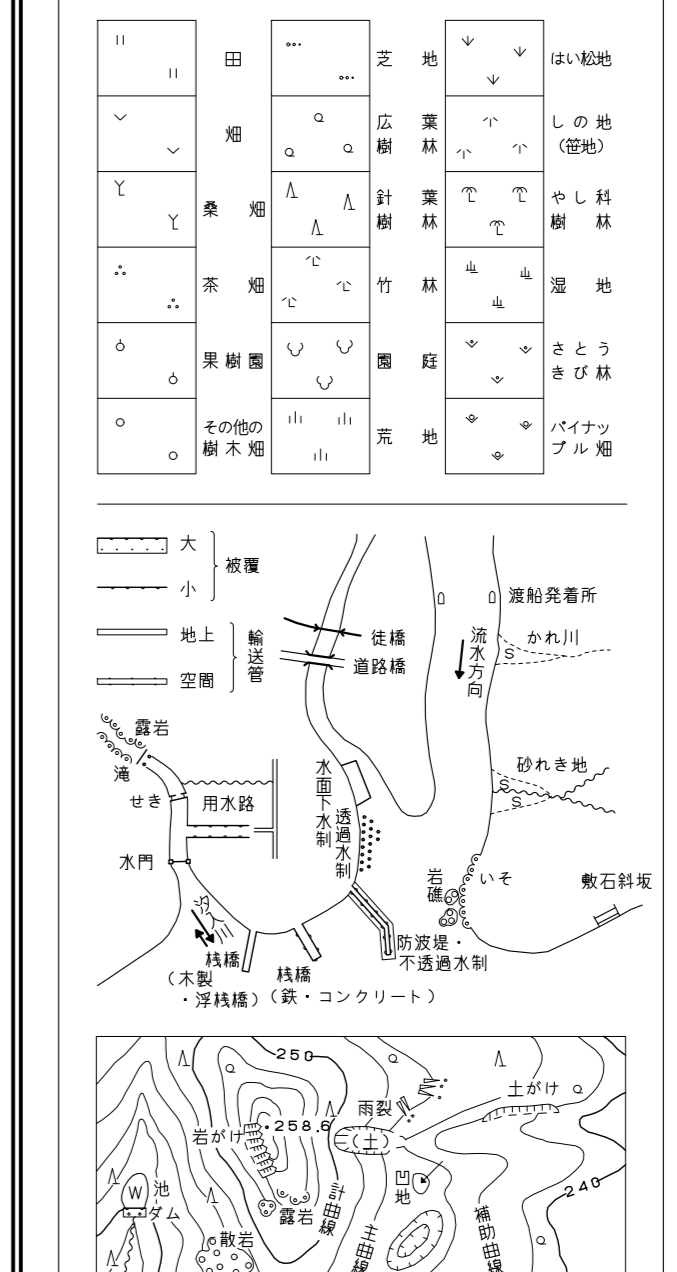 田
芝地
はい松地
畑
広葉
樹林
しの地
（笹地）
桑畑
針葉
樹林
やし科
樹林
茶畑
竹林
湿地
果樹園
園庭
さとう
きび林
その他の
樹木畑
荒地
パイナッ
プル畑
大
小
被覆
地上
空間
輸送管
徒橋
道路橋
渡船発着所
流水方向
かれ川
S
砂れき地
S
S
露岩
滝
せき
用水路
水門
水面下水制
透過水制
岩礁
いそ
敷石斜坂
防波堤・
不透過水制
桟橋
（木製
・浮桟橋）
桟橋
（鉄・コンクリート）
250
258.6
岩がけ
雨裂
（土）
土がけ
凹地
240
W
池
ダム
露岩
散岩
計曲線
主曲線
補助曲線